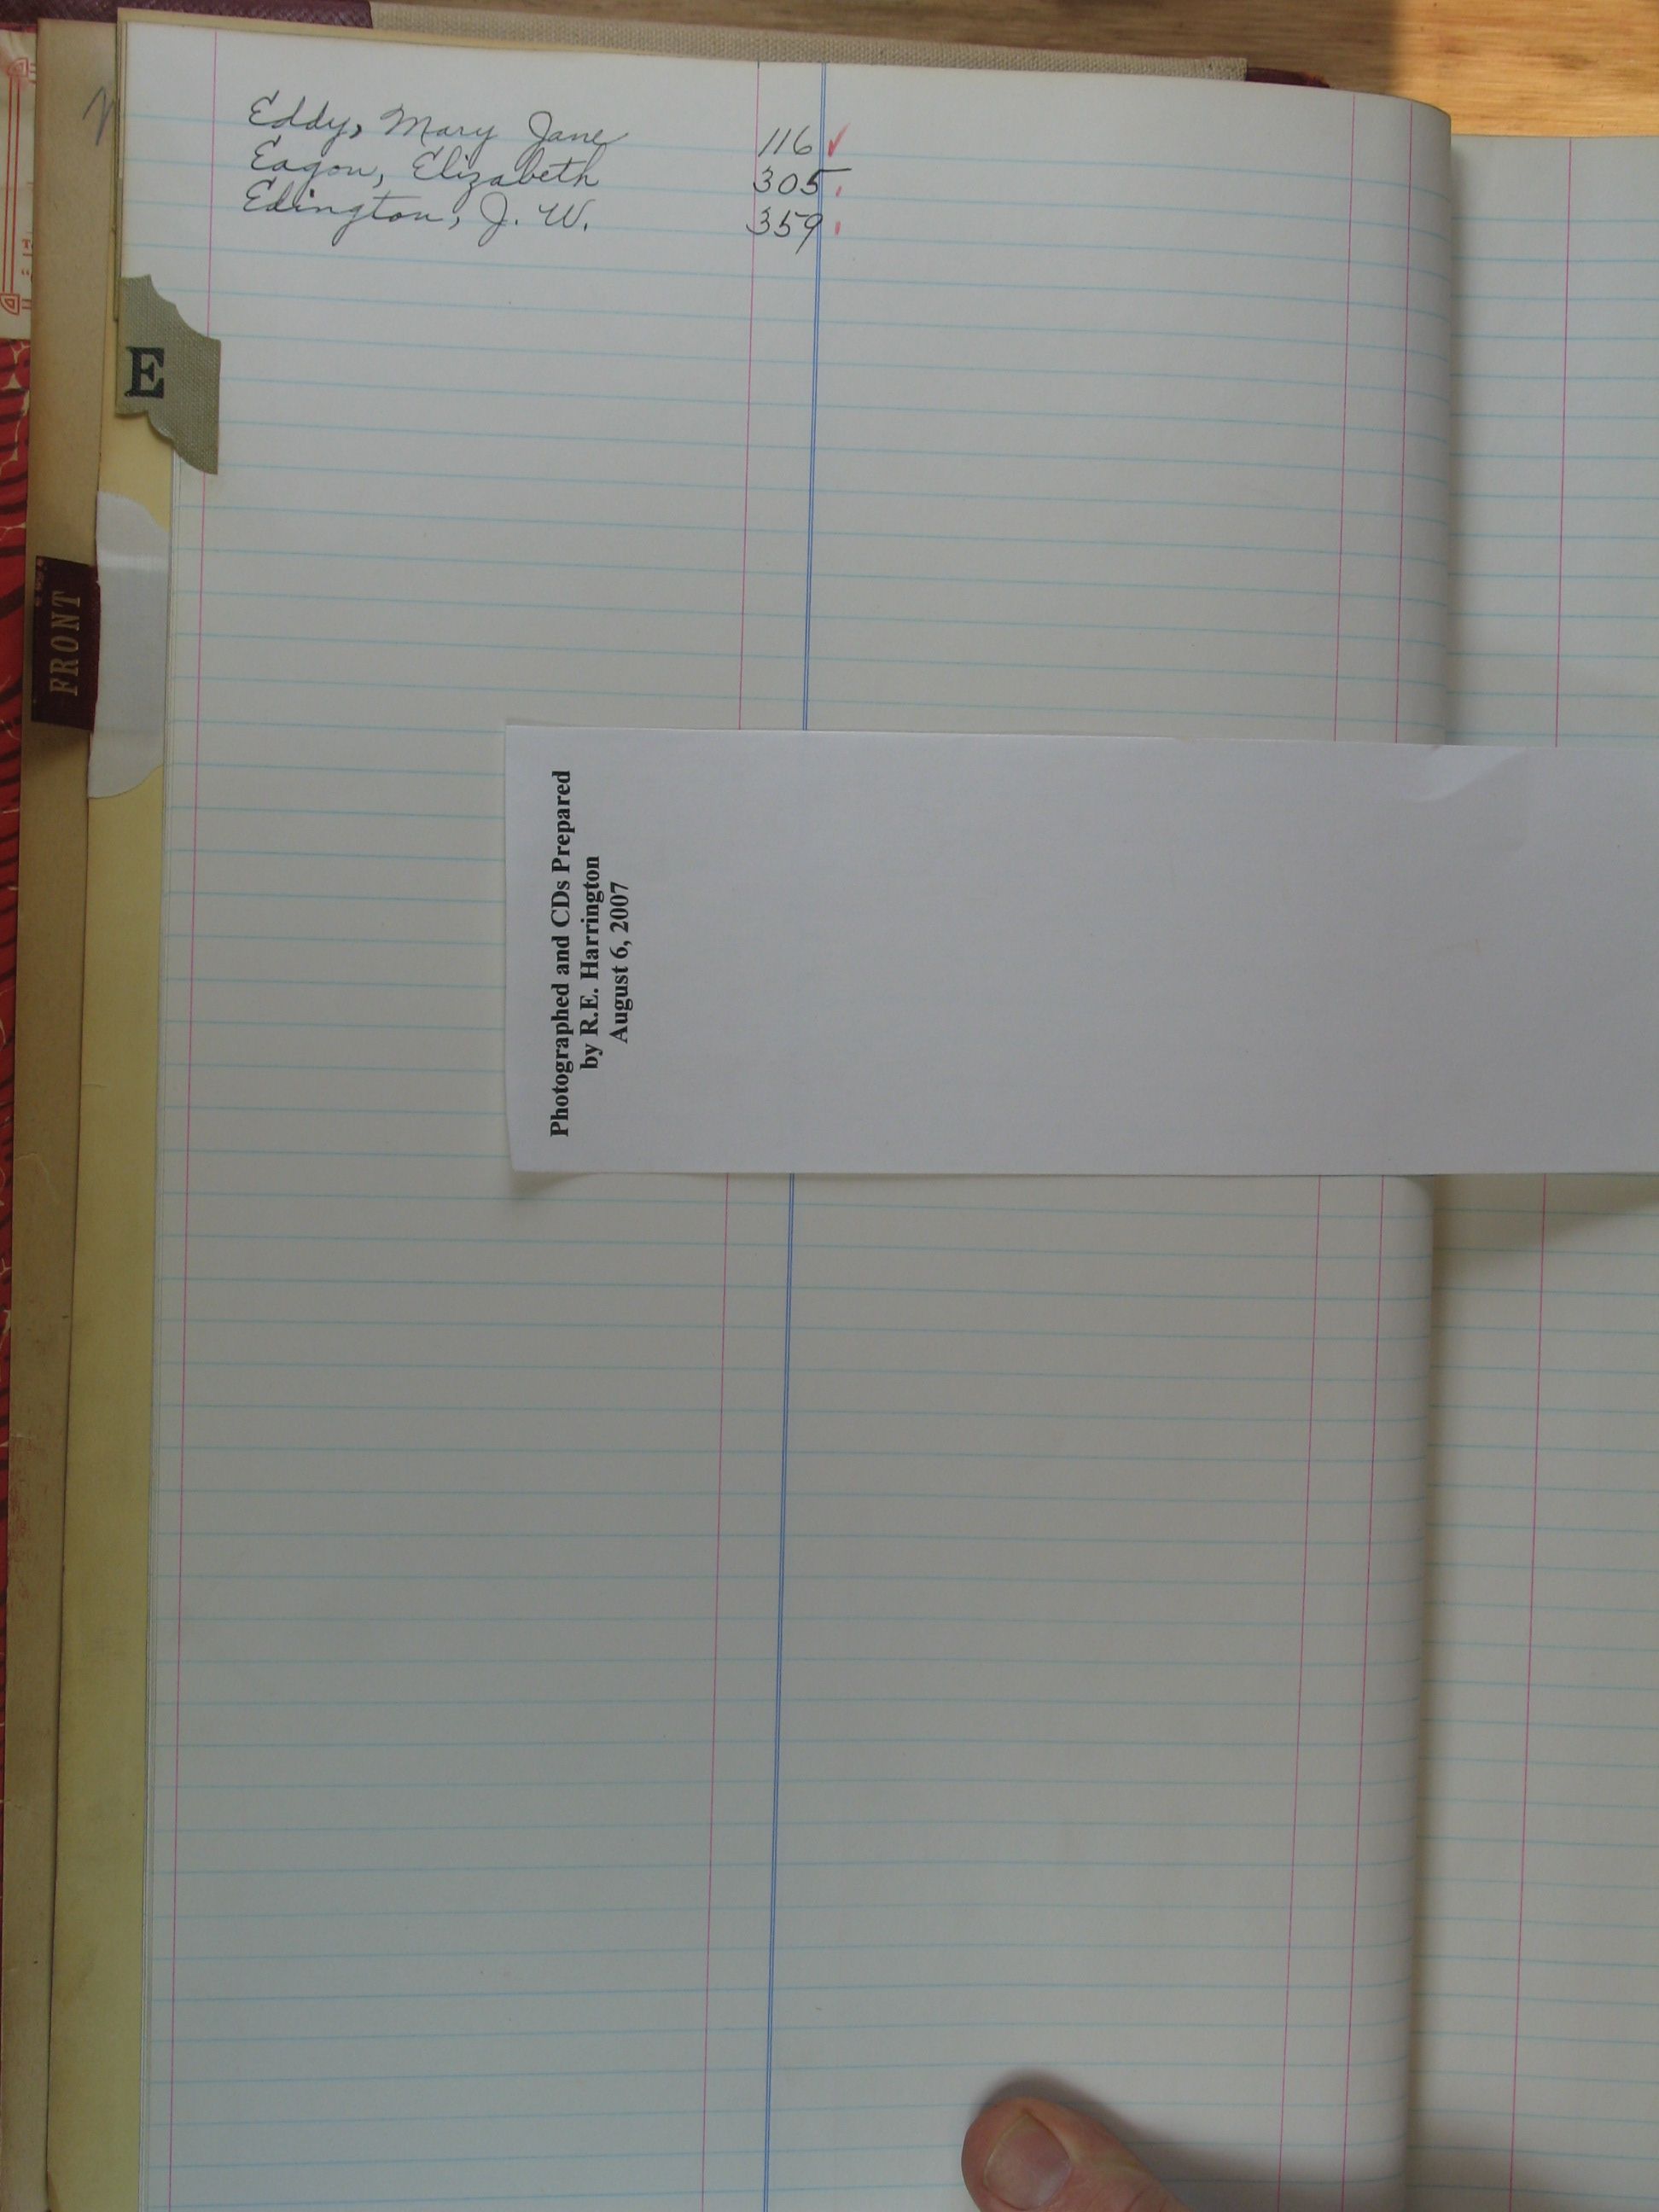 Eddy, Mary Jane 116 ✓
Eagon, Elizabeth 305
Edington, J. W. 359
E
FRONT
Photographed and CDs Prepared
by R.E. Harrington
August 6, 2007